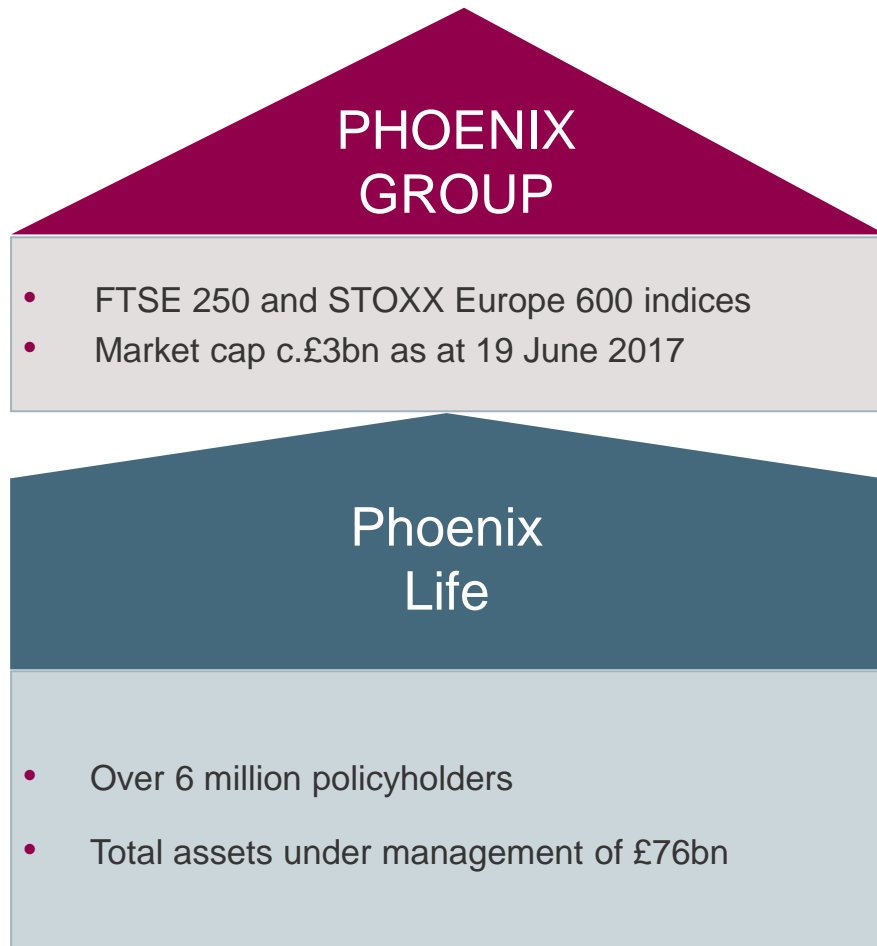 PHOENIX
GROUP
• FTSE 250 and STOXX Europe 600 indices
• Market cap c.£3bn as at 19 June 2017
Phoenix
Life
• Over 6 million policyholders
• Total assets under management of £76bn